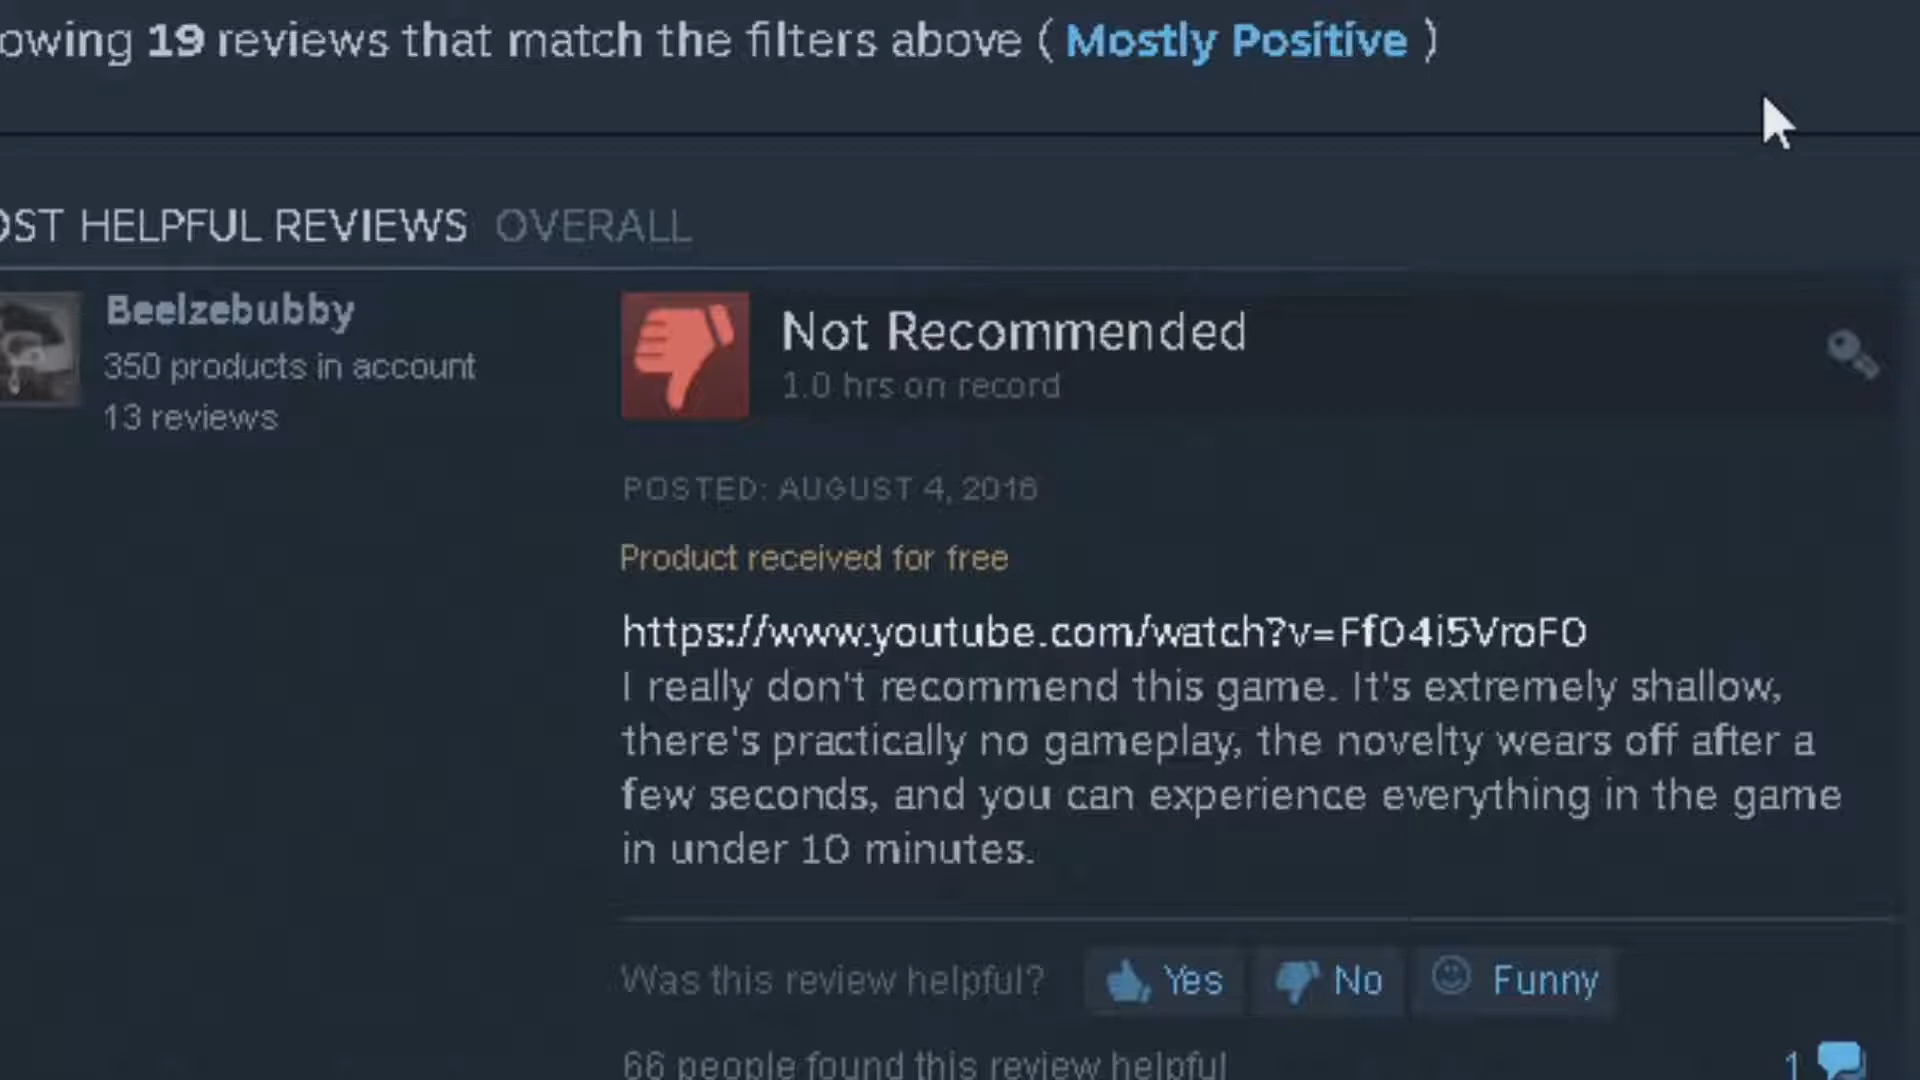 owing 19 reviews that match the filters above ( Mostly Positive )
OST HELPFUL REVIEWS OVERALL
Beelzebubby
350 products in account
13 reviews
Not Recommended
1.0 hrs on record
POSTED: AUGUST 4, 2016
Product received for free
https://www.youtube.com/watch?v=FfO4i5VroF0
I really don't recommend this game. It's extremely shallow,
there's practically no gameplay, the novelty wears off after a
few seconds, and you can experience everything in the game
in under 10 minutes.
Was this review helpful? Yes No Funny
66 people found this review helpful 1